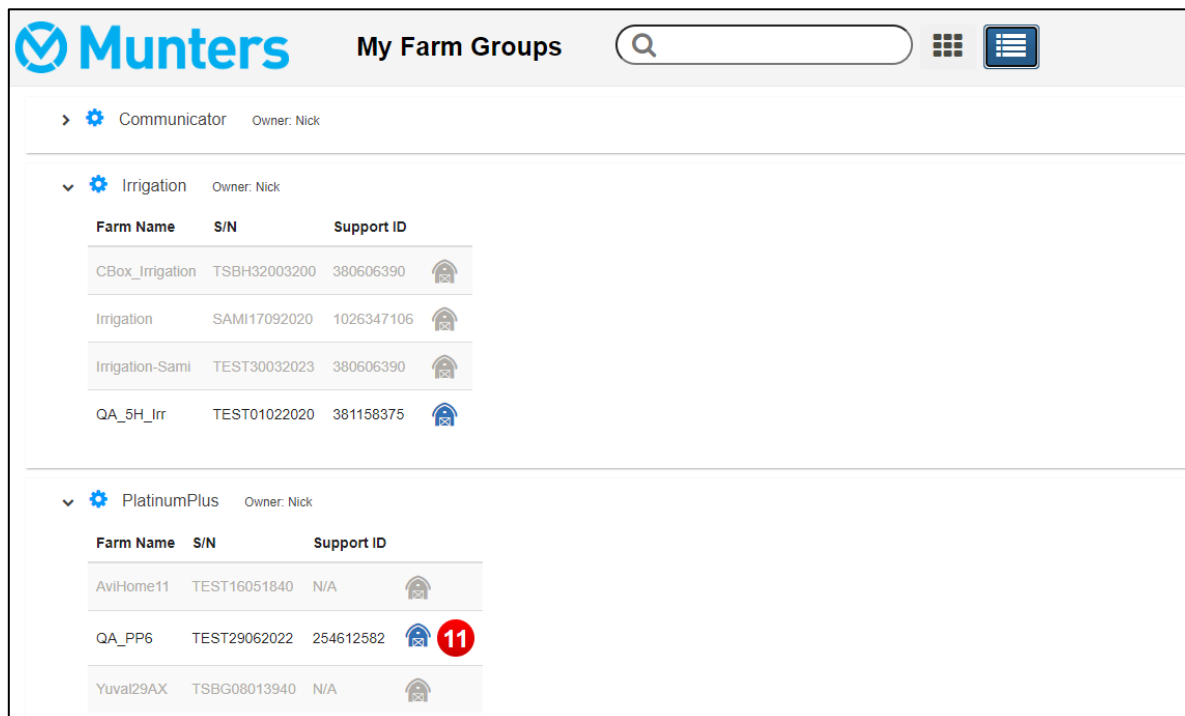 Munters My Farm Groups
Communicator Owner: Nick
Irrigation Owner: Nick
Farm Name S/N Support ID
CBox_Irrigation TSBH32003200 380606390
Irrigation SAMI17092020 1026347106
Irrigation-Sami TEST30032023 380606390
QA_5H_Irr TEST01022020 381158375
PlatinumPlus Owner: Nick
Farm Name S/N Support ID
AviHome11 TEST16051840 N/A
QA_PP6 TEST29062022 254612582 11
Yuval29AX TSBG08013940 N/A